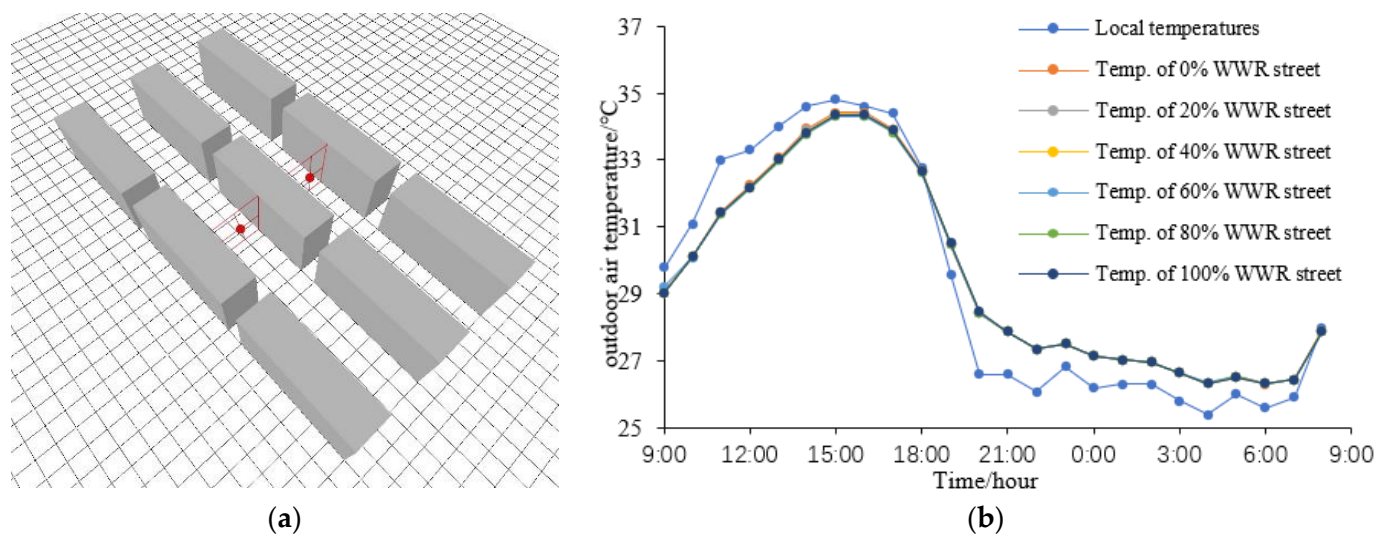 37
35
33
31
29
27
25
outdoor air temperature/°C
9:00 12:00 15:00 18:00 21:00 0:00 3:00 6:00 9:00
Time/hour
Local temperatures
Temp. of 0% WWR street
Temp. of 20% WWR street
Temp. of 40% WWR street
Temp. of 60% WWR street
Temp. of 80% WWR street
Temp. of 100% WWR street
(a)
(b)